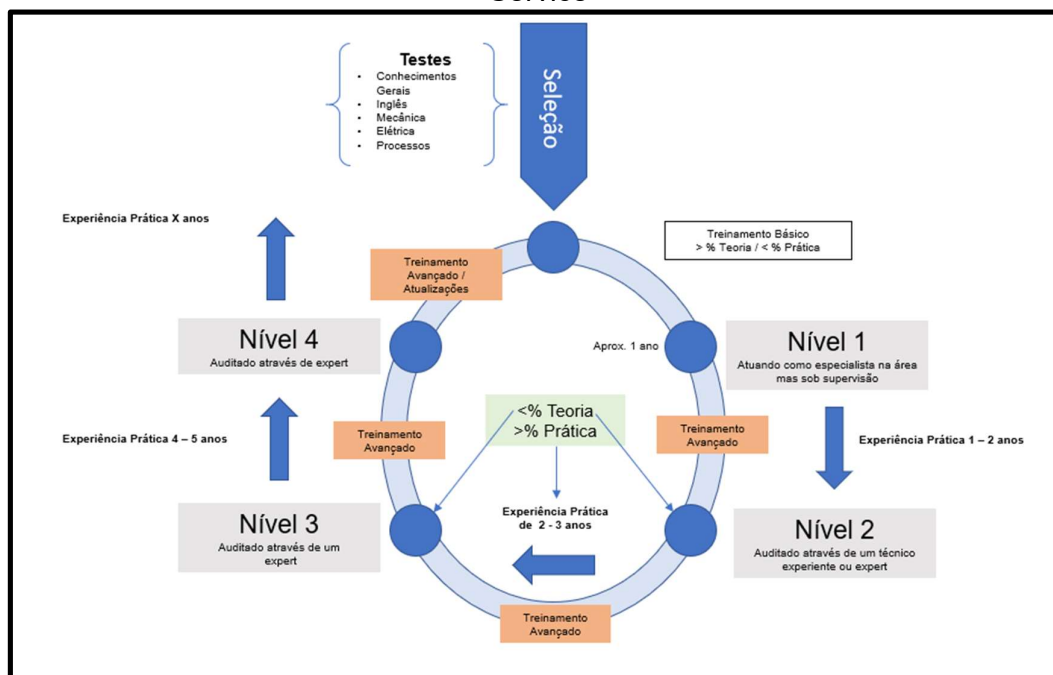 Testes
• Conhecimentos
Gerais
• Inglês
• Mecânica
• Elétrica
• Processos
Seleção
Experiência Prática X anos
Treinamento Básico
> % Teoria / < % Prática
Treinamento
Avançado /
Atualizações
Nível 4
Auditado através de expert
Aprox. 1 ano
Nível 1
Atuando como especialista na área
mas sob supervisão
<% Teoria
>% Prática
Experiência Prática 4 – 5 anos
Treinamento
Avançado
Treinamento
Avançado
Experiência Prática 1 – 2 anos
Experiência Prática
de 2 - 3 anos
Nível 3
Auditado através de um
expert
Nível 2
Auditado através de um técnico
experiente ou expert
Treinamento
Avançado